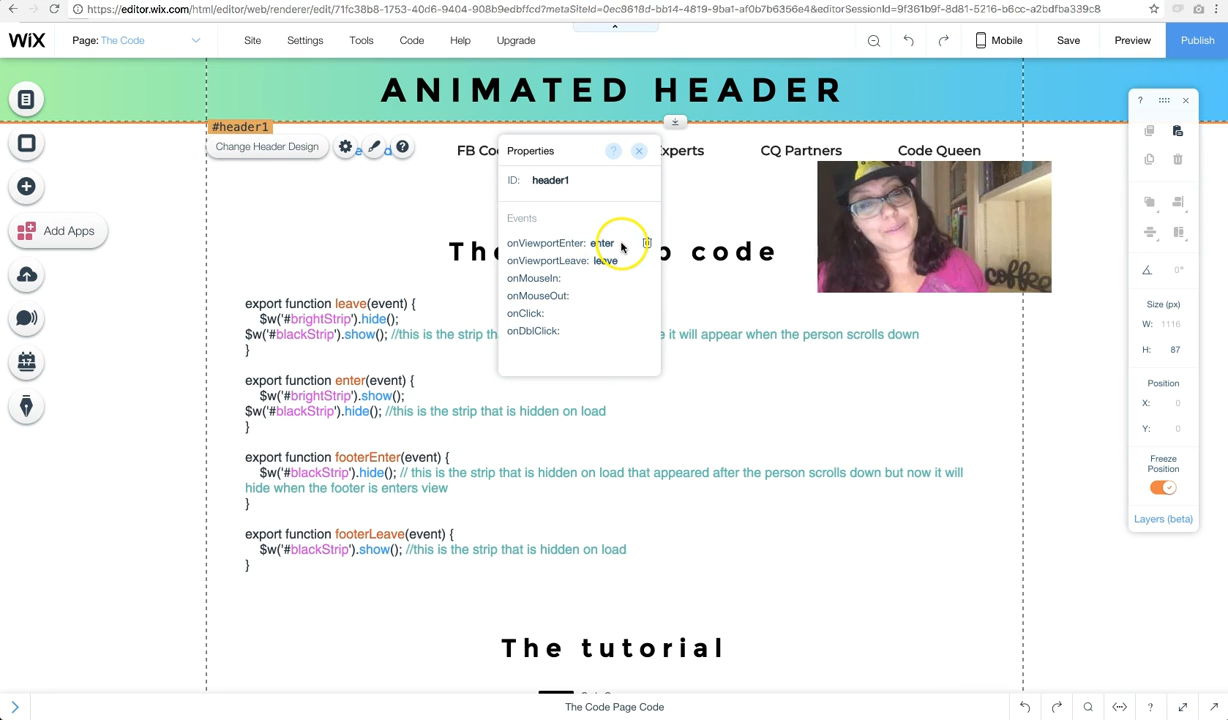 https://editor.wix.com/html/editor/web/renderer/edit/71fc38b8-1753-40d6-9404-908b9edbffcd?metaSiteId=0ec8618d-bb14-4819-9ba1-af0b7b6356e4&editorSessionId=9f361b9f-8d81-5216-b6cc-a2bdfba339c8
WiX Page: The Code Site Settings Tools Code Help Upgrade Mobile Save Preview Publish
ANIMATED HEADER
?
#header1
Change Header Design ?
FB Co xperts CQ Partners Code Queen
Properties ?
ID: header1
Events
onViewportEnter: enter
onViewportLeave: leave
onMouseIn:
onMouseOut:
onClick:
onDblClick:
Add Apps
17
The p code
coffee
export function leave(event) {
$w('#brightStrip').hide();
$w('#blackStrip').show(); //this is the strip th e it will appear when the person scrolls down
}
export function enter(event) {
$w('#brightStrip').show();
$w('#blackStrip').hide(); //this is the strip that is hidden on load
}
export function footerEnter(event) {
$w('#blackStrip').hide(); // this is the strip that is hidden on load that appeared after the person scrolls down but now it will
hide when the footer is enters view
}
export function footerLeave(event) {
$w('#blackStrip').show(); //this is the strip that is hidden on load
}
The tutorial
0°
Size (px)
W: 1116
H: 87
Position
X: 0
Y: 0
Freeze
Position
Layers (beta)
The Code Page Code
?